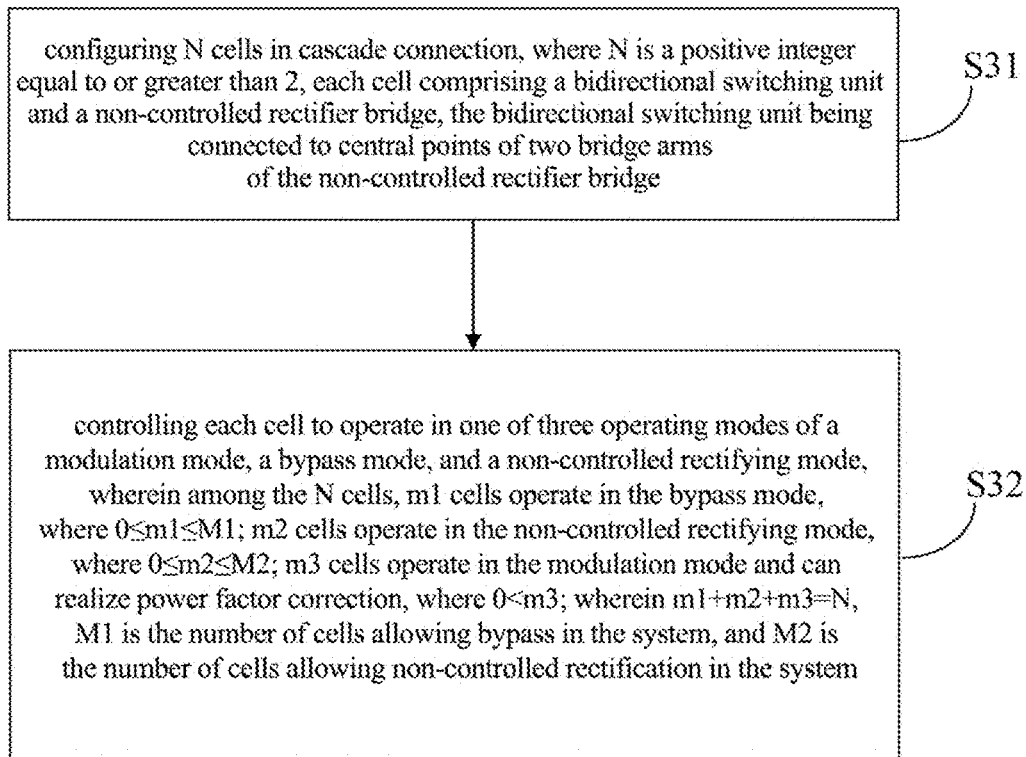 configuring N cells in cascade connection, where N is a positive integer
equal to or greater than 2, each cell comprising a bidirectional switching unit
and a non-controlled rectifier bridge, the bidirectional switching unit being
connected to central points of two bridge arms
of the non-controlled rectifier bridge
S31
controlling each cell to operate in one of three operating modes of a
modulation mode, a bypass mode, and a non-controlled rectifying mode,
wherein among the N cells, m1 cells operate in the bypass mode,
where 0≤m1≤M1; m2 cells operate in the non-controlled rectifying mode,
where 0≤m2≤M2; m3 cells operate in the modulation mode and can
realize power factor correction, where 0<m3; wherein m1+m2+m3=N,
M1 is the number of cells allowing bypass in the system, and M2 is
the number of cells allowing non-controlled rectification in the system
S32